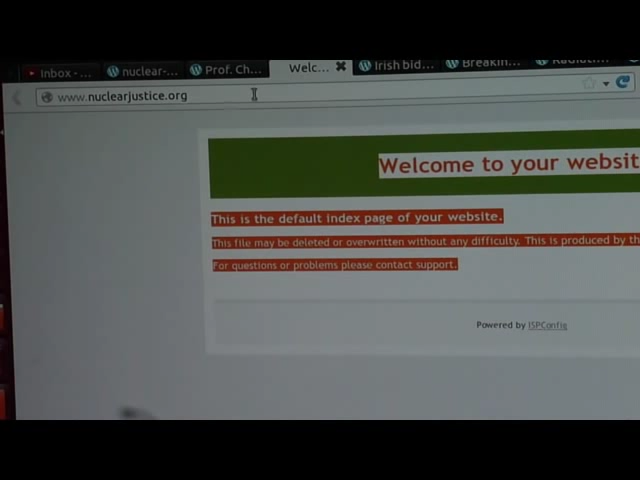 Inbox - ... nuclear-... Prof. Ch... Welc... Irish bid... Breakin...
www.nuclearjustice.org
Welcome to your websit
This is the default index page of your website.
This file may be deleted or overwritten without any difficulty. This is produced by th
For questions or problems please contact support.
Powered by ISPConfig